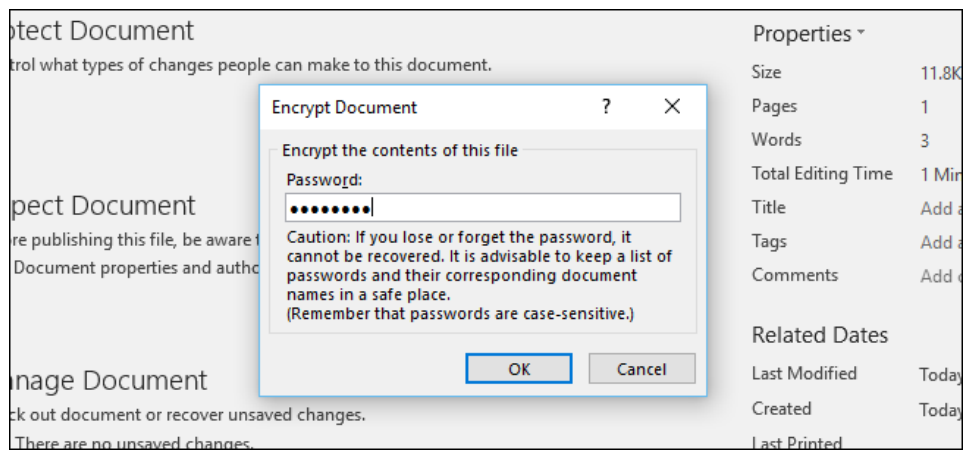 otect Document
trol what types of changes people can make to this document.
pect Document
re publishing this file, be aware t
Document properties and autho
nage Document
ck out document or recover unsaved changes.
There are no unsaved changes.
Encrypt Document ? ×
Encrypt the contents of this file
Password:
●●●●●●●●
Caution: If you lose or forget the password, it
cannot be recovered. It is advisable to keep a list of
passwords and their corresponding document
names in a safe place.
(Remember that passwords are case-sensitive.)
OK Cancel
Properties
Size 11.8K
Pages 1
Words 3
Total Editing Time 1 Min
Title Add a
Tags Add a
Comments Add c
Related Dates
Last Modified Today
Created Today
Last Printed